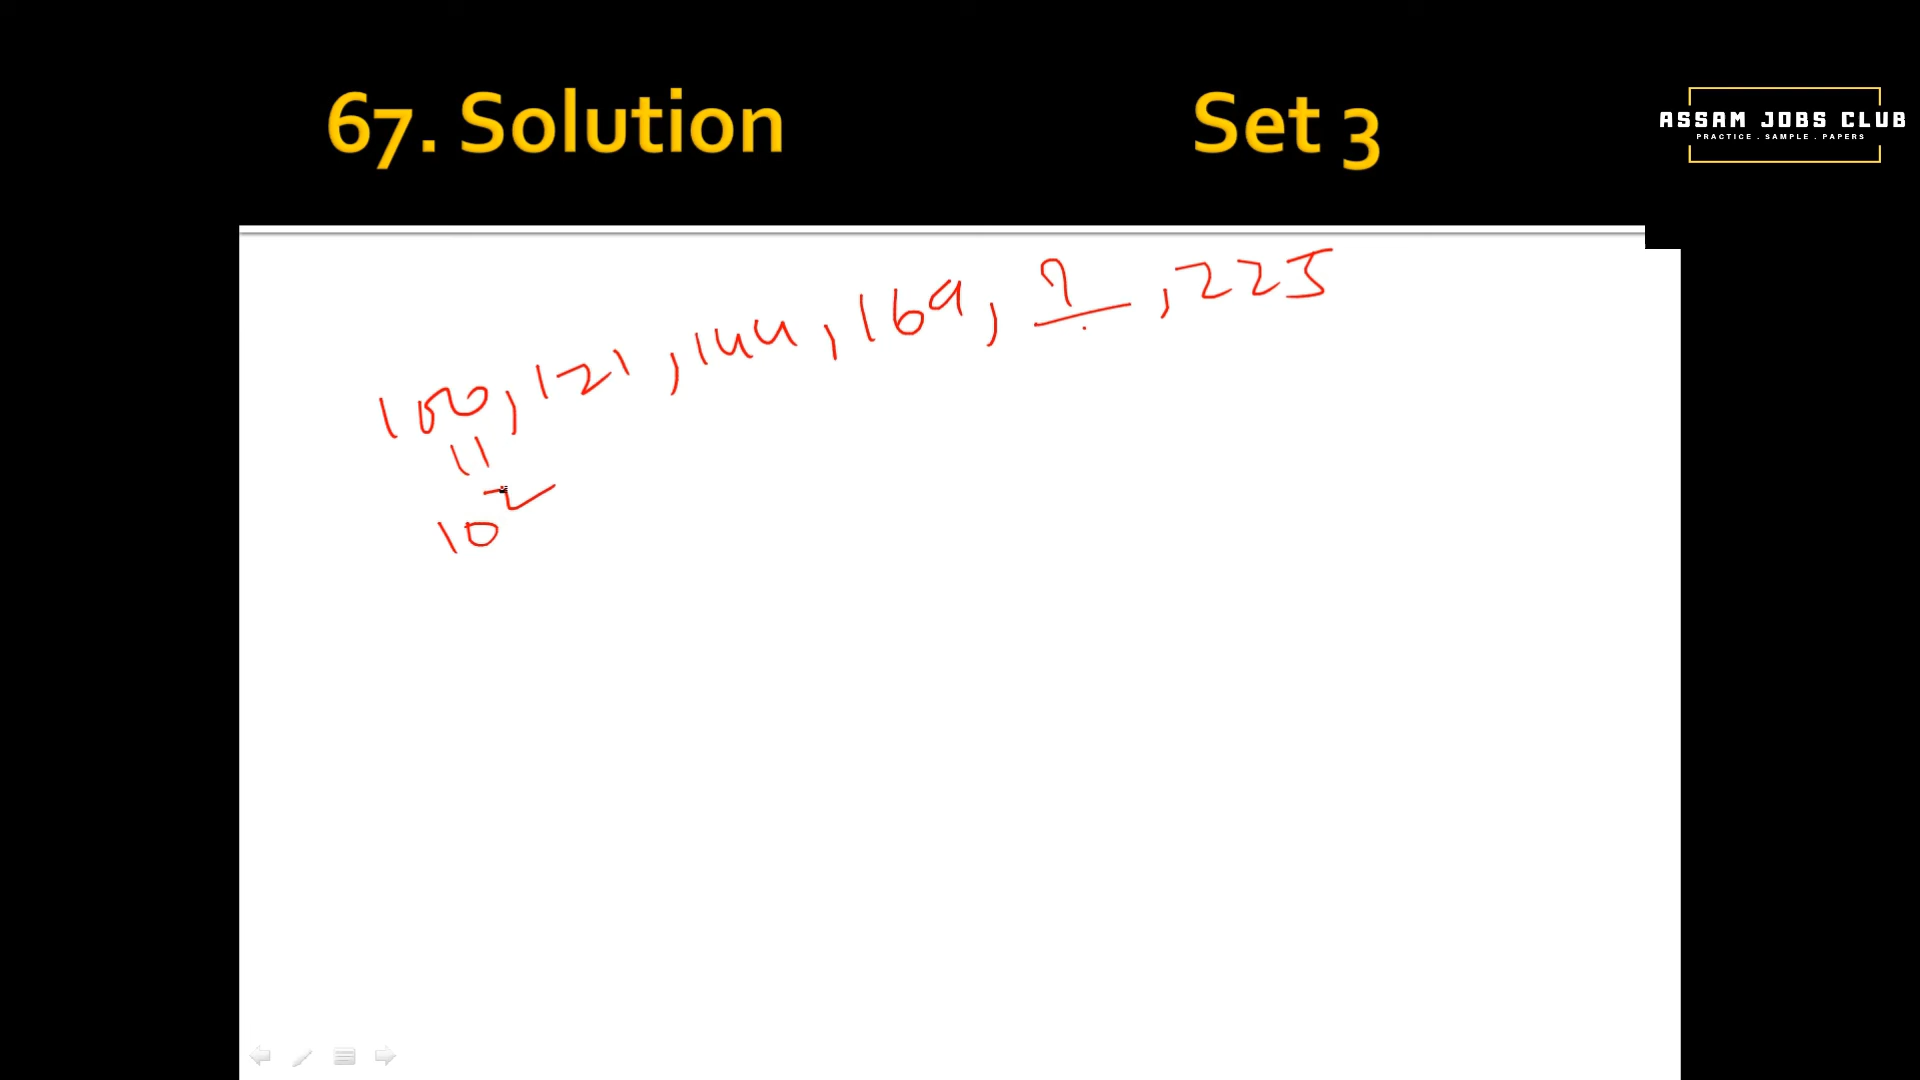 67. Solution
Set 3
ASSAM JOBS CLUB
PRACTICE . SAMPLE . PAPERS
100, 121, 144, 169, ?, 225
11
10²